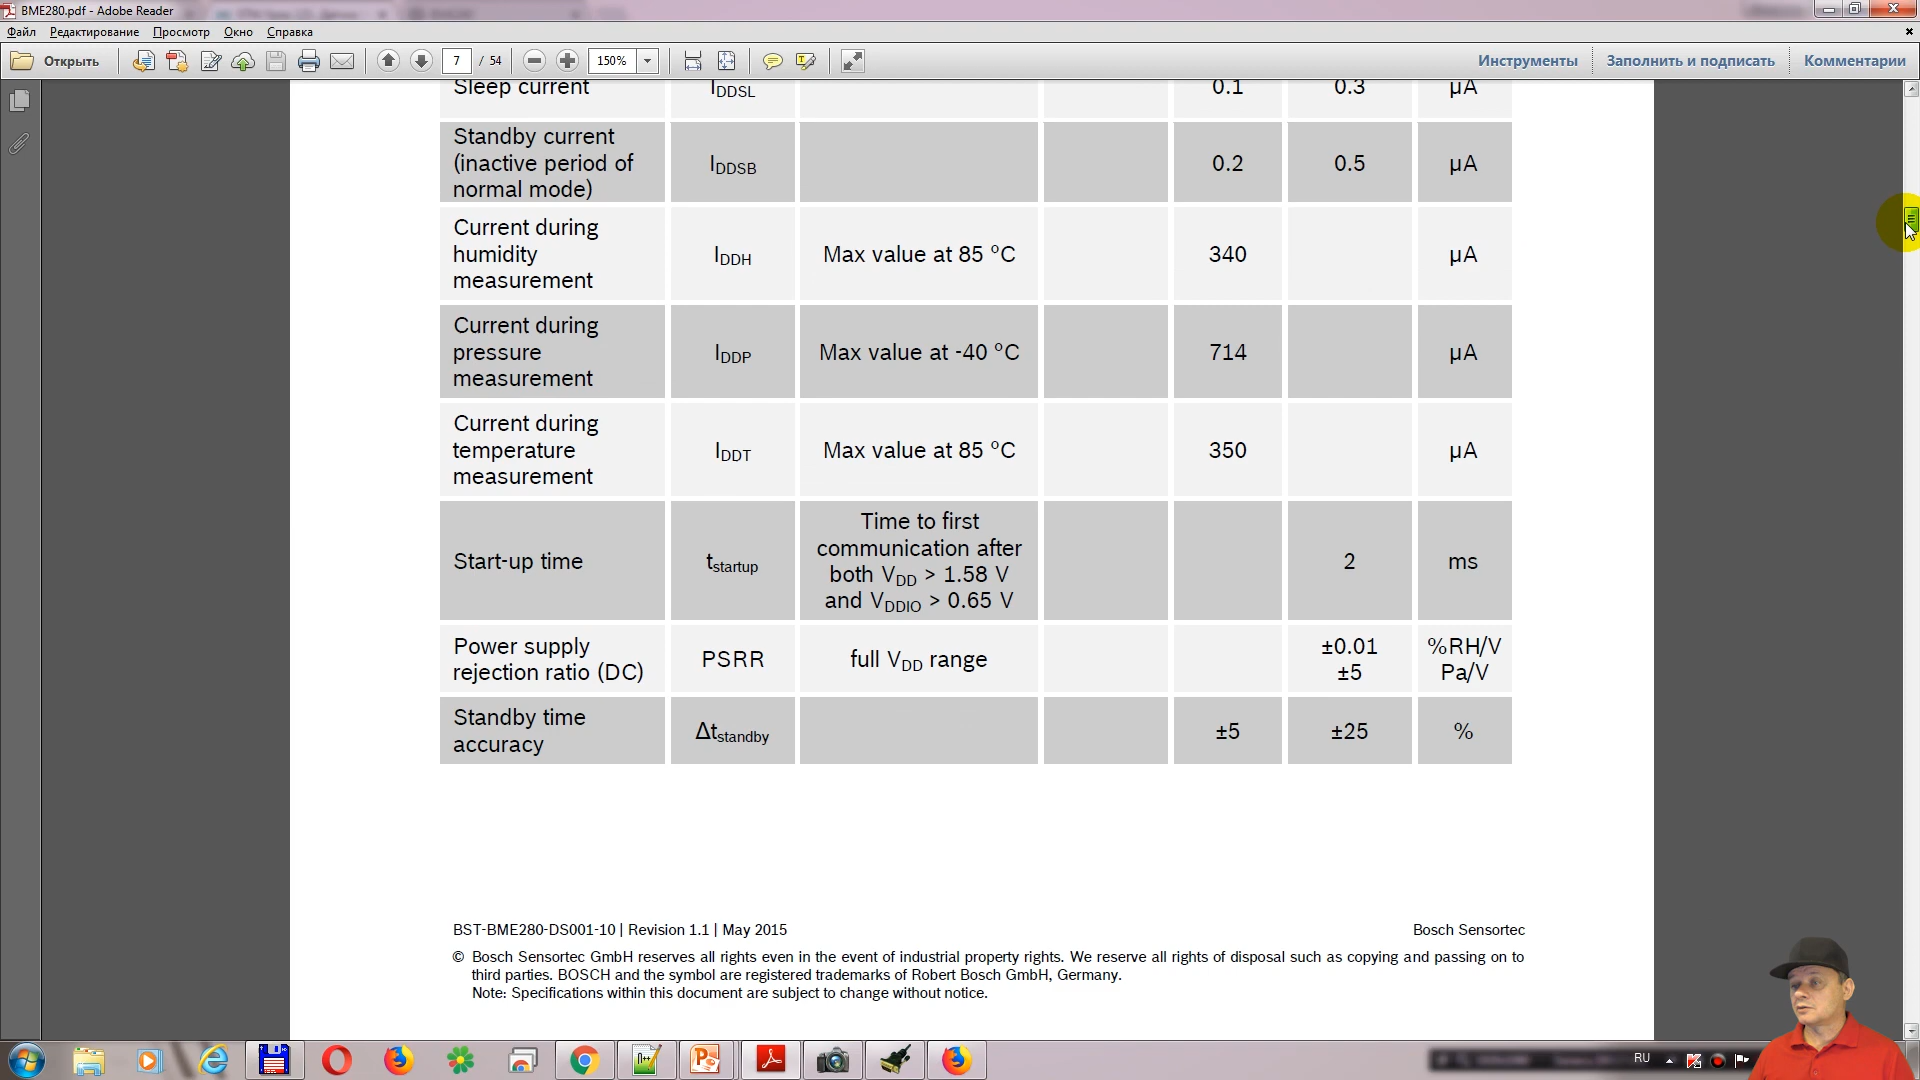 BME280.pdf - Adobe Reader
Файл Редактирование Просмотр Окно Справка
Открыть 7 / 54 150% Инструменты Заполнить и подписать Комментарии
Sleep current IDDSL 0.1 0.3 µA
Standby current
(inactive period of
normal mode)
IDDSB 0.2 0.5 µA
Current during
humidity
measurement
IDDH Max value at 85 °C 340 µA
Current during
pressure
measurement
IDDP Max value at -40 °C 714 µA
Current during
temperature
measurement
IDDT Max value at 85 °C 350 µA
Start-up time tstartup
Time to first
communication after
both VDD > 1.58 V
and VDDIO > 0.65 V
2 ms
Power supply
rejection ratio (DC)
PSRR full VDD range
±0.01
±5
%RH/V
Pa/V
Standby time
accuracy
Δtstandby ±5 ±25 %
BST-BME280-DS001-10 | Revision 1.1 | May 2015 Bosch Sensortec
© Bosch Sensortec GmbH reserves all rights even in the event of industrial property rights. We reserve all rights of disposal such as copying and passing on to
third parties. BOSCH and the symbol are registered trademarks of Robert Bosch GmbH, Germany.
Note: Specifications within this document are subject to change without notice.
RU